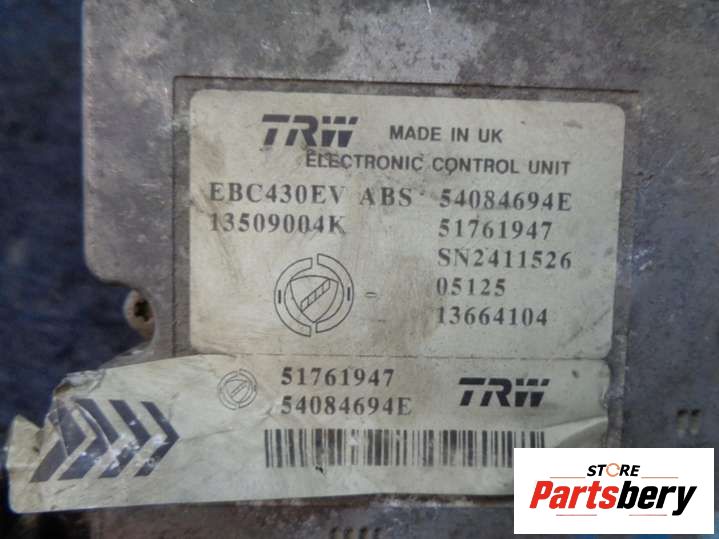 TRW MADE IN UK
ELECTRONIC CONTROL UNIT
EBC430EV ABS 54084694E
13509004K 51761947
SN2411526
05125
13664104
51761947 TRW
54084694E
STORE
Partsbery